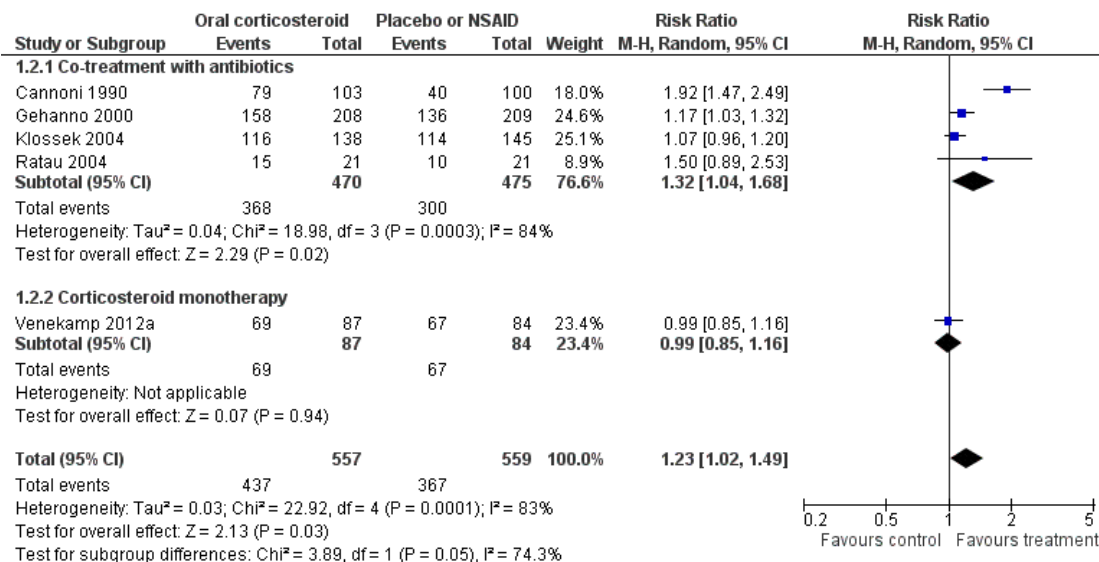 Oral corticosteroid Placebo or NSAID Risk Ratio Risk Ratio
Study or Subgroup Events Total Events Total Weight M-H, Random, 95% CI M-H, Random, 95% CI
1.2.1 Co-treatment with antibiotics
Cannoni 1990 79 103 40 100 18.0% 1.92 [1.47, 2.49]
Gehanno 2000 158 208 136 209 24.6% 1.17 [1.03, 1.32]
Klossek 2004 116 138 114 145 25.1% 1.07 [0.96, 1.20]
Ratau 2004 15 21 10 21 8.9% 1.50 [0.89, 2.53]
Subtotal (95% CI) 470 475 76.6% 1.32 [1.04, 1.68]
Total events 368 300
Heterogeneity: Tau² = 0.04; Chi² = 18.98, df = 3 (P = 0.0003); I² = 84%
Test for overall effect: Z = 2.29 (P = 0.02)
1.2.2 Corticosteroid monotherapy
Venekamp 2012a 69 87 67 84 23.4% 0.99 [0.85, 1.16]
Subtotal (95% CI) 87 84 23.4% 0.99 [0.85, 1.16]
Total events 69 67
Heterogeneity: Not applicable
Test for overall effect: Z = 0.07 (P = 0.94)
Total (95% CI) 557 559 100.0% 1.23 [1.02, 1.49]
Total events 437 367
Heterogeneity: Tau² = 0.03; Chi² = 22.92, df = 4 (P = 0.0001); I² = 83%
Test for overall effect: Z = 2.13 (P = 0.03)
Test for subgroup differences: Chi² = 3.89, df = 1 (P = 0.05), I² = 74.3%
0.2 0.5 1 2 5
Favours control Favours treatment